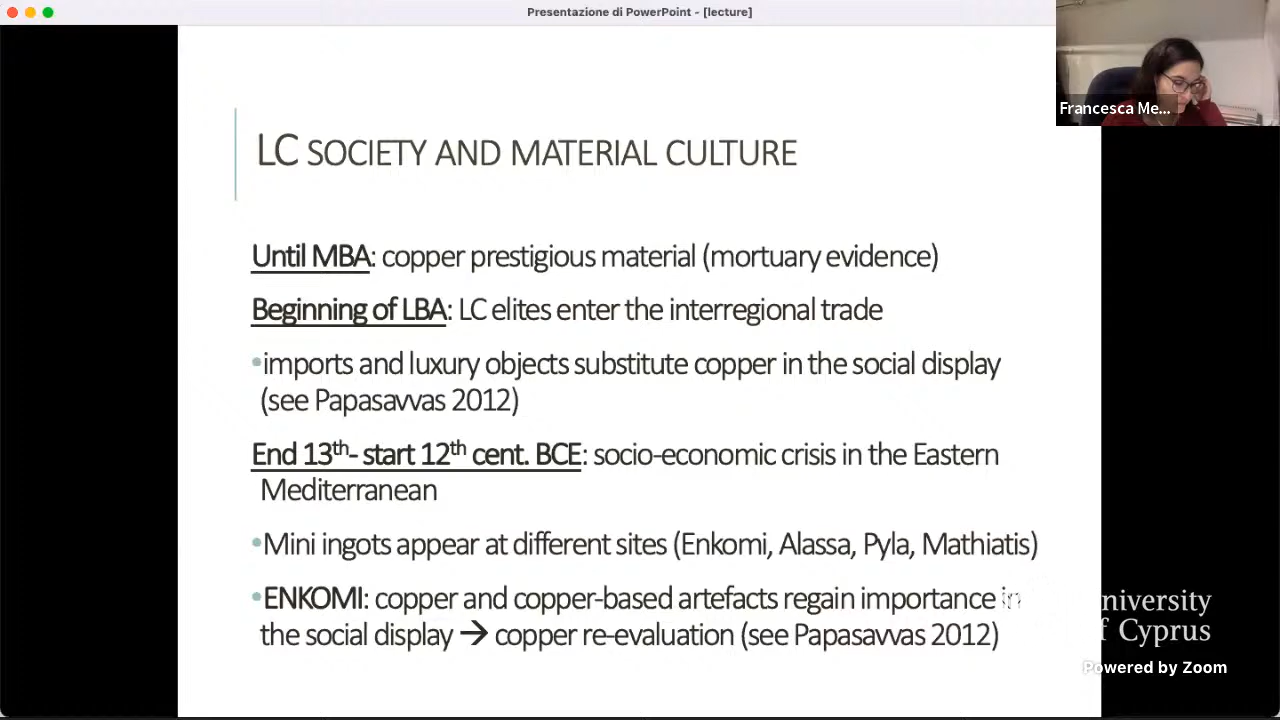 Presentazione di PowerPoint - [lecture]
Francesca Me...
LC SOCIETY AND MATERIAL CULTURE
Until MBA: copper prestigious material (mortuary evidence)
Beginning of LBA: LC elites enter the interregional trade
•imports and luxury objects substitute copper in the social display
(see Papasavvas 2012)
End 13th- start 12th cent. BCE: socio-economic crisis in the Eastern
Mediterranean
•Mini ingots appear at different sites (Enkomi, Alassa, Pyla, Mathiatis)
•ENKOMI: copper and copper-based artefacts regain importance in
the social display → copper re-evaluation (see Papasavvas 2012)
University
of Cyprus
Powered by Zoom